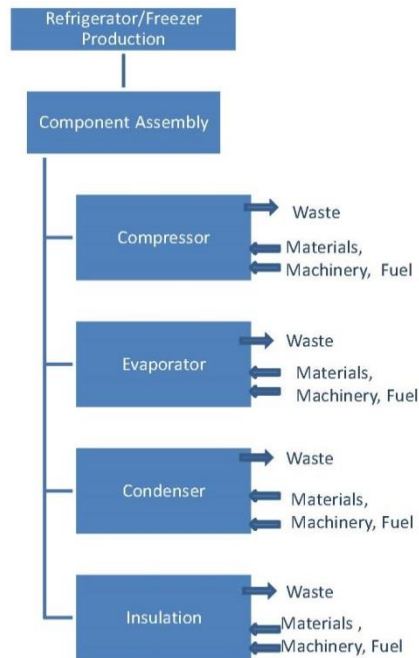 Refrigerator/Freezer
Production
Component Assembly
Compressor
Waste
Materials,
Machinery, Fuel
Evaporator
Waste
Materials,
Machinery, Fuel
Condenser
Waste
Materials,
Machinery, Fuel
Insulation
Waste
Materials ,
Machinery, Fuel